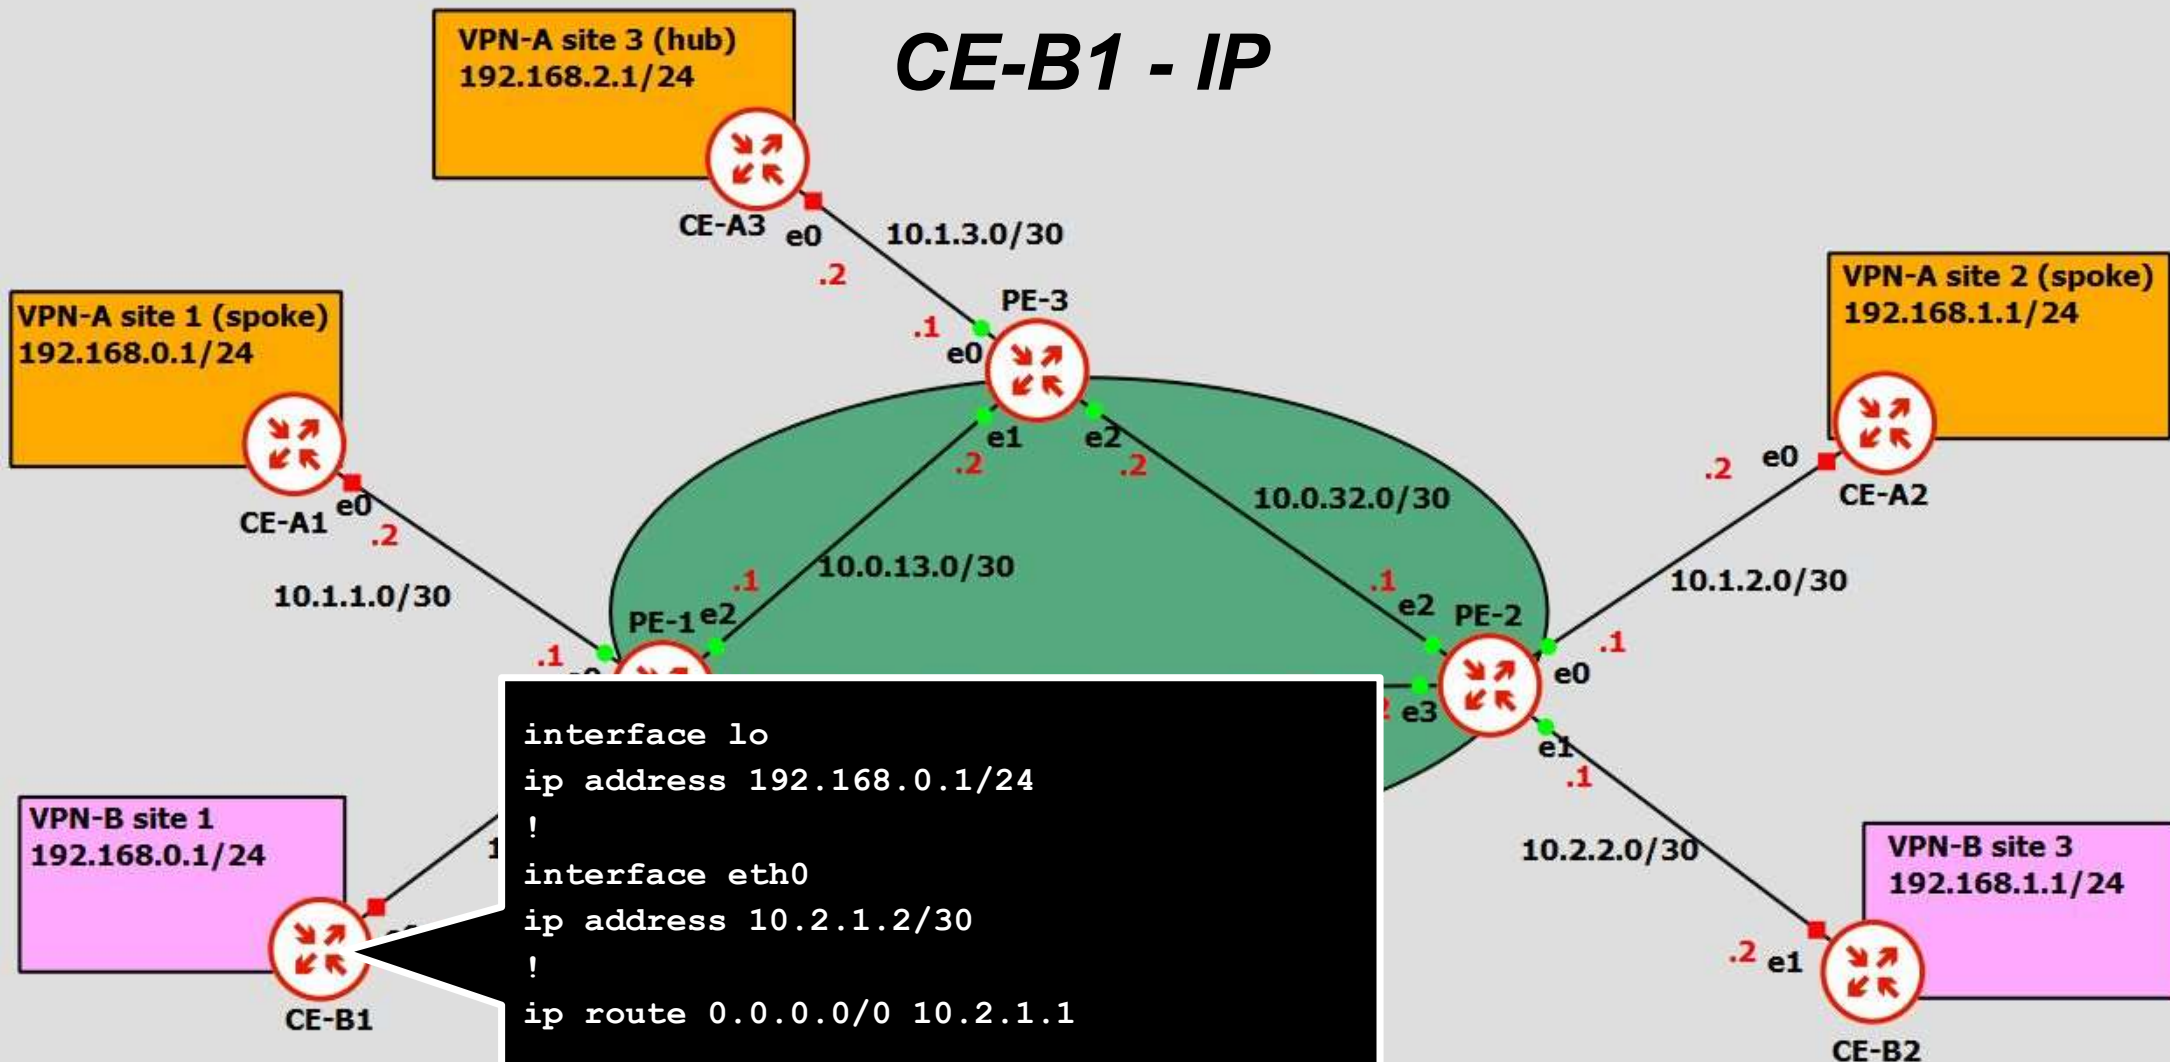 CE-B1 - IP
VPN-A site 3 (hub)
192.168.2.1/24
CE-A3
e0
10.1.3.0/30
.2
PE-3
.1
e0
VPN-A site 1 (spoke)
192.168.0.1/24
VPN-A site 2 (spoke)
192.168.1.1/24
e1
e2
.2
.2
e0
CE-A1
.2
.2
e0
CE-A2
10.0.32.0/30
10.0.13.0/30
10.1.1.0/30
10.1.2.0/30
.1
PE-1
e2
.1
e2
PE-2
.1
.1
e0
e3
e1
.1
interface lo
ip address 192.168.0.1/24
!
interface eth0
ip address 10.2.1.2/30
!
ip route 0.0.0.0/0 10.2.1.1
VPN-B site 1
192.168.0.1/24
CE-B1
10.2.2.0/30
VPN-B site 3
192.168.1.1/24
.2
e1
CE-B2